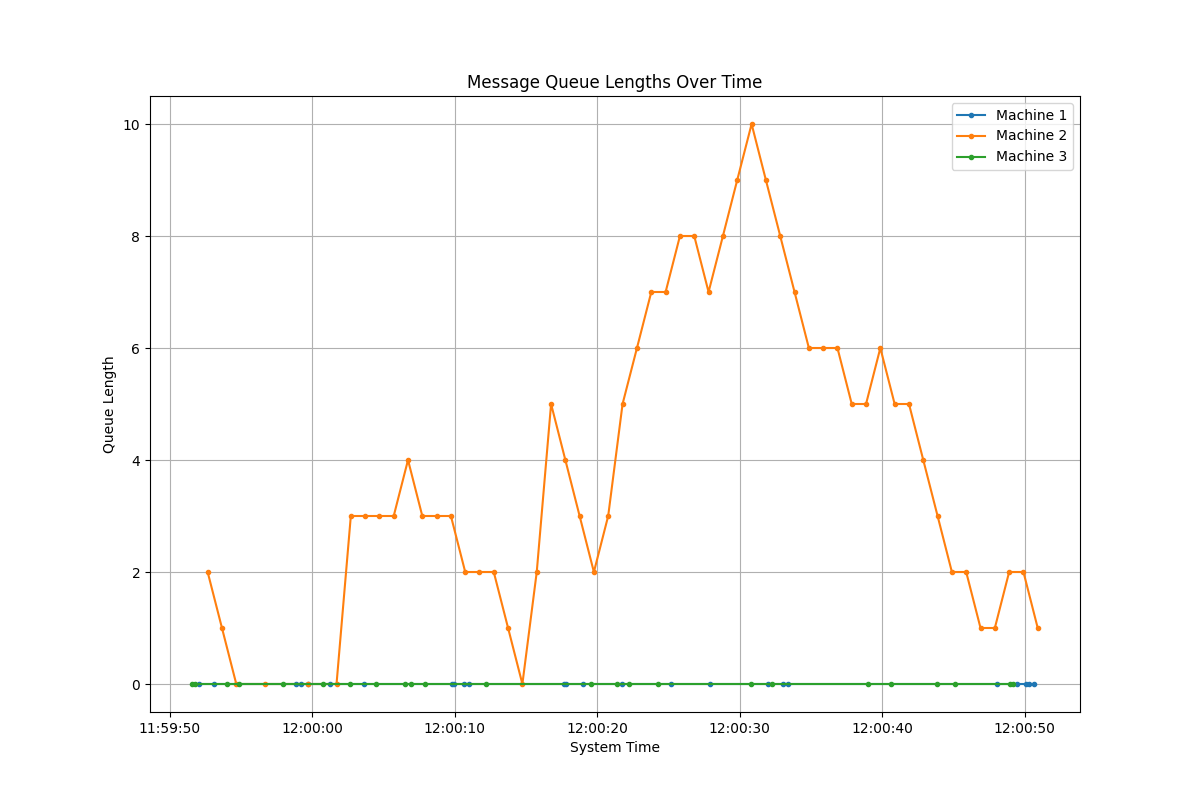 Message Queue Lengths Over Time
Machine 1
Machine 2
Machine 3
Queue Length
10
8
6
4
2
0
11:59:50 12:00:00 12:00:10 12:00:20 12:00:30 12:00:40 12:00:50
System Time